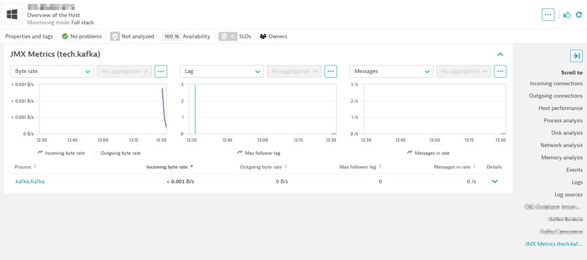 Overview of the Host
Monitoring mode Full stack
Properties and tags No problems Not analyzed 100 % Availability 0 SLOs Owners
JMX Metrics (tech.kafka)
Byte rate No aggregation Lag No aggregation Messages No aggregation
< 0.001 B/s 3 3 /s
< 0.001 B/s 2 2 /s
< 0.001 B/s 1 1 /s
0 B/s 0 0 /s
12:30 12:45 13:00 13:15 13:30 12:30 12:45 13:00 13:15 13:30 12:30 12:45 13:00 13:15 13:30
Incoming byte rate Outgoing byte rate Max follower lag Messages in rate
Process Incoming byte rate Outgoing byte rate Max follower lag Messages in rate Details
kafka.Kafka < 0.001 B/s 0 B/s 0 0 /s
Scroll to
Incoming connections
Outgoing connections
Host performance
Process analysis
Disk analysis
Network analysis
Memory analysis
Events
Logs
Log sources
JMX Metrics (tech.kaf...